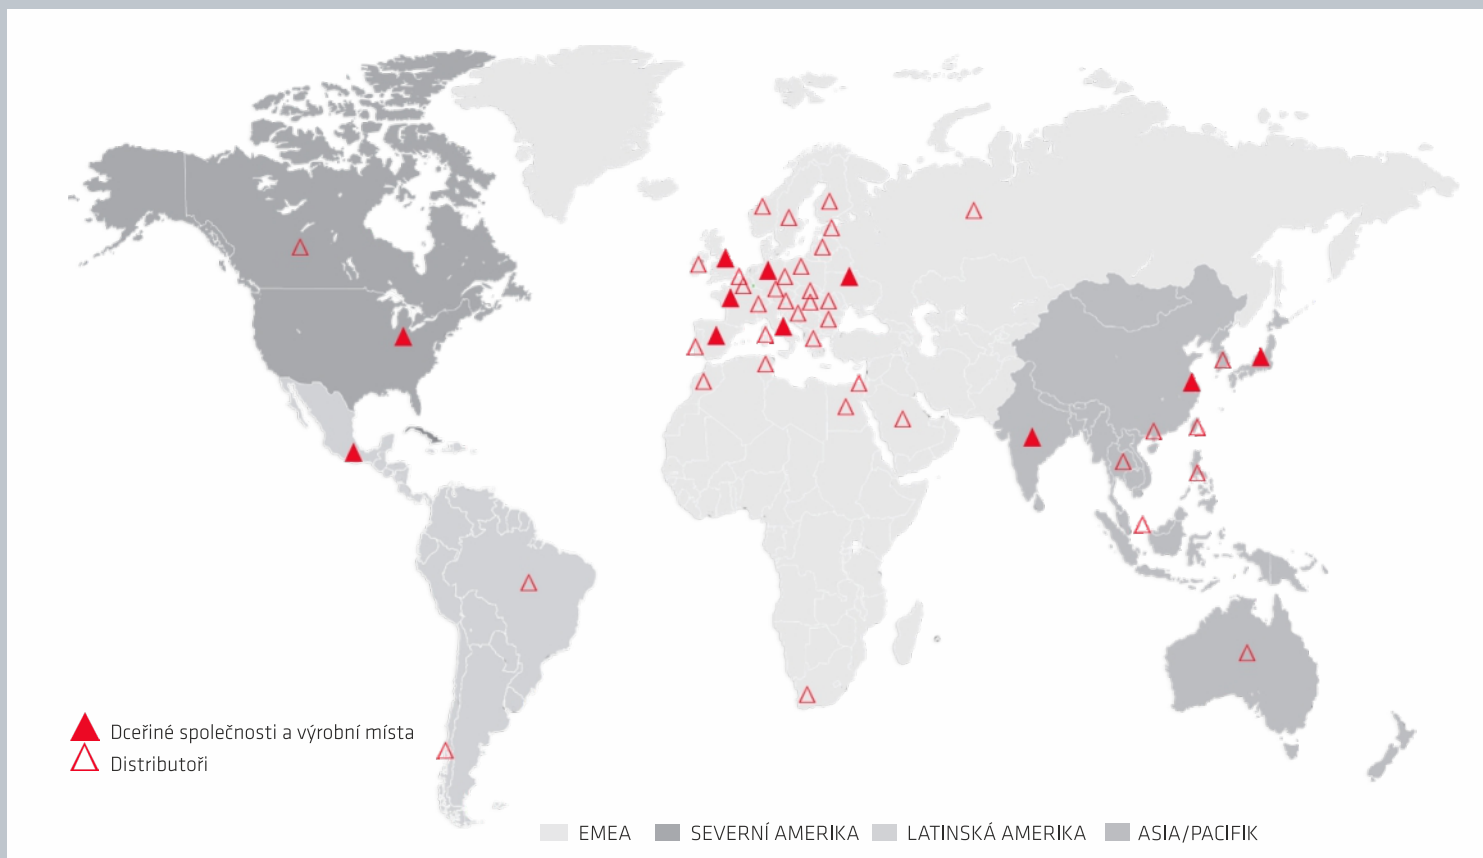 Dceřiné společnosti a výrobní místa
Distributoři
EMEA SEVERNÍ AMERIKA LATINSKÁ AMERIKA ASIA/PACIFIK